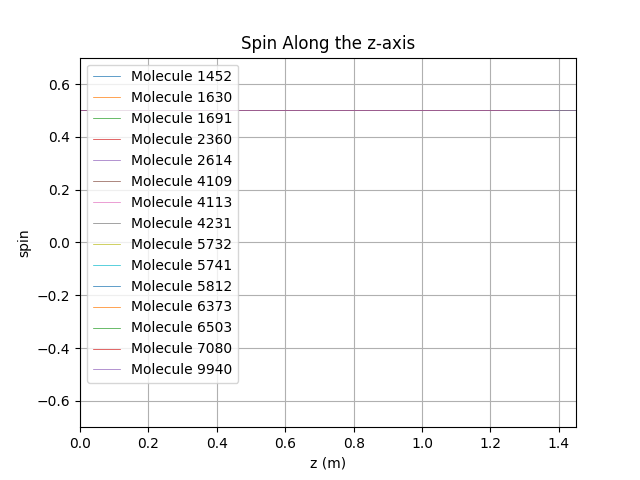 Spin Along the z-axis
0.6
0.4
0.2
0.0
−0.2
−0.4
−0.6
spin
Molecule 1452
Molecule 1630
Molecule 1691
Molecule 2360
Molecule 2614
Molecule 4109
Molecule 4113
Molecule 4231
Molecule 5732
Molecule 5741
Molecule 5812
Molecule 6373
Molecule 6503
Molecule 7080
Molecule 9940
0.0 0.2 0.4 0.6 0.8 1.0 1.2 1.4
z (m)